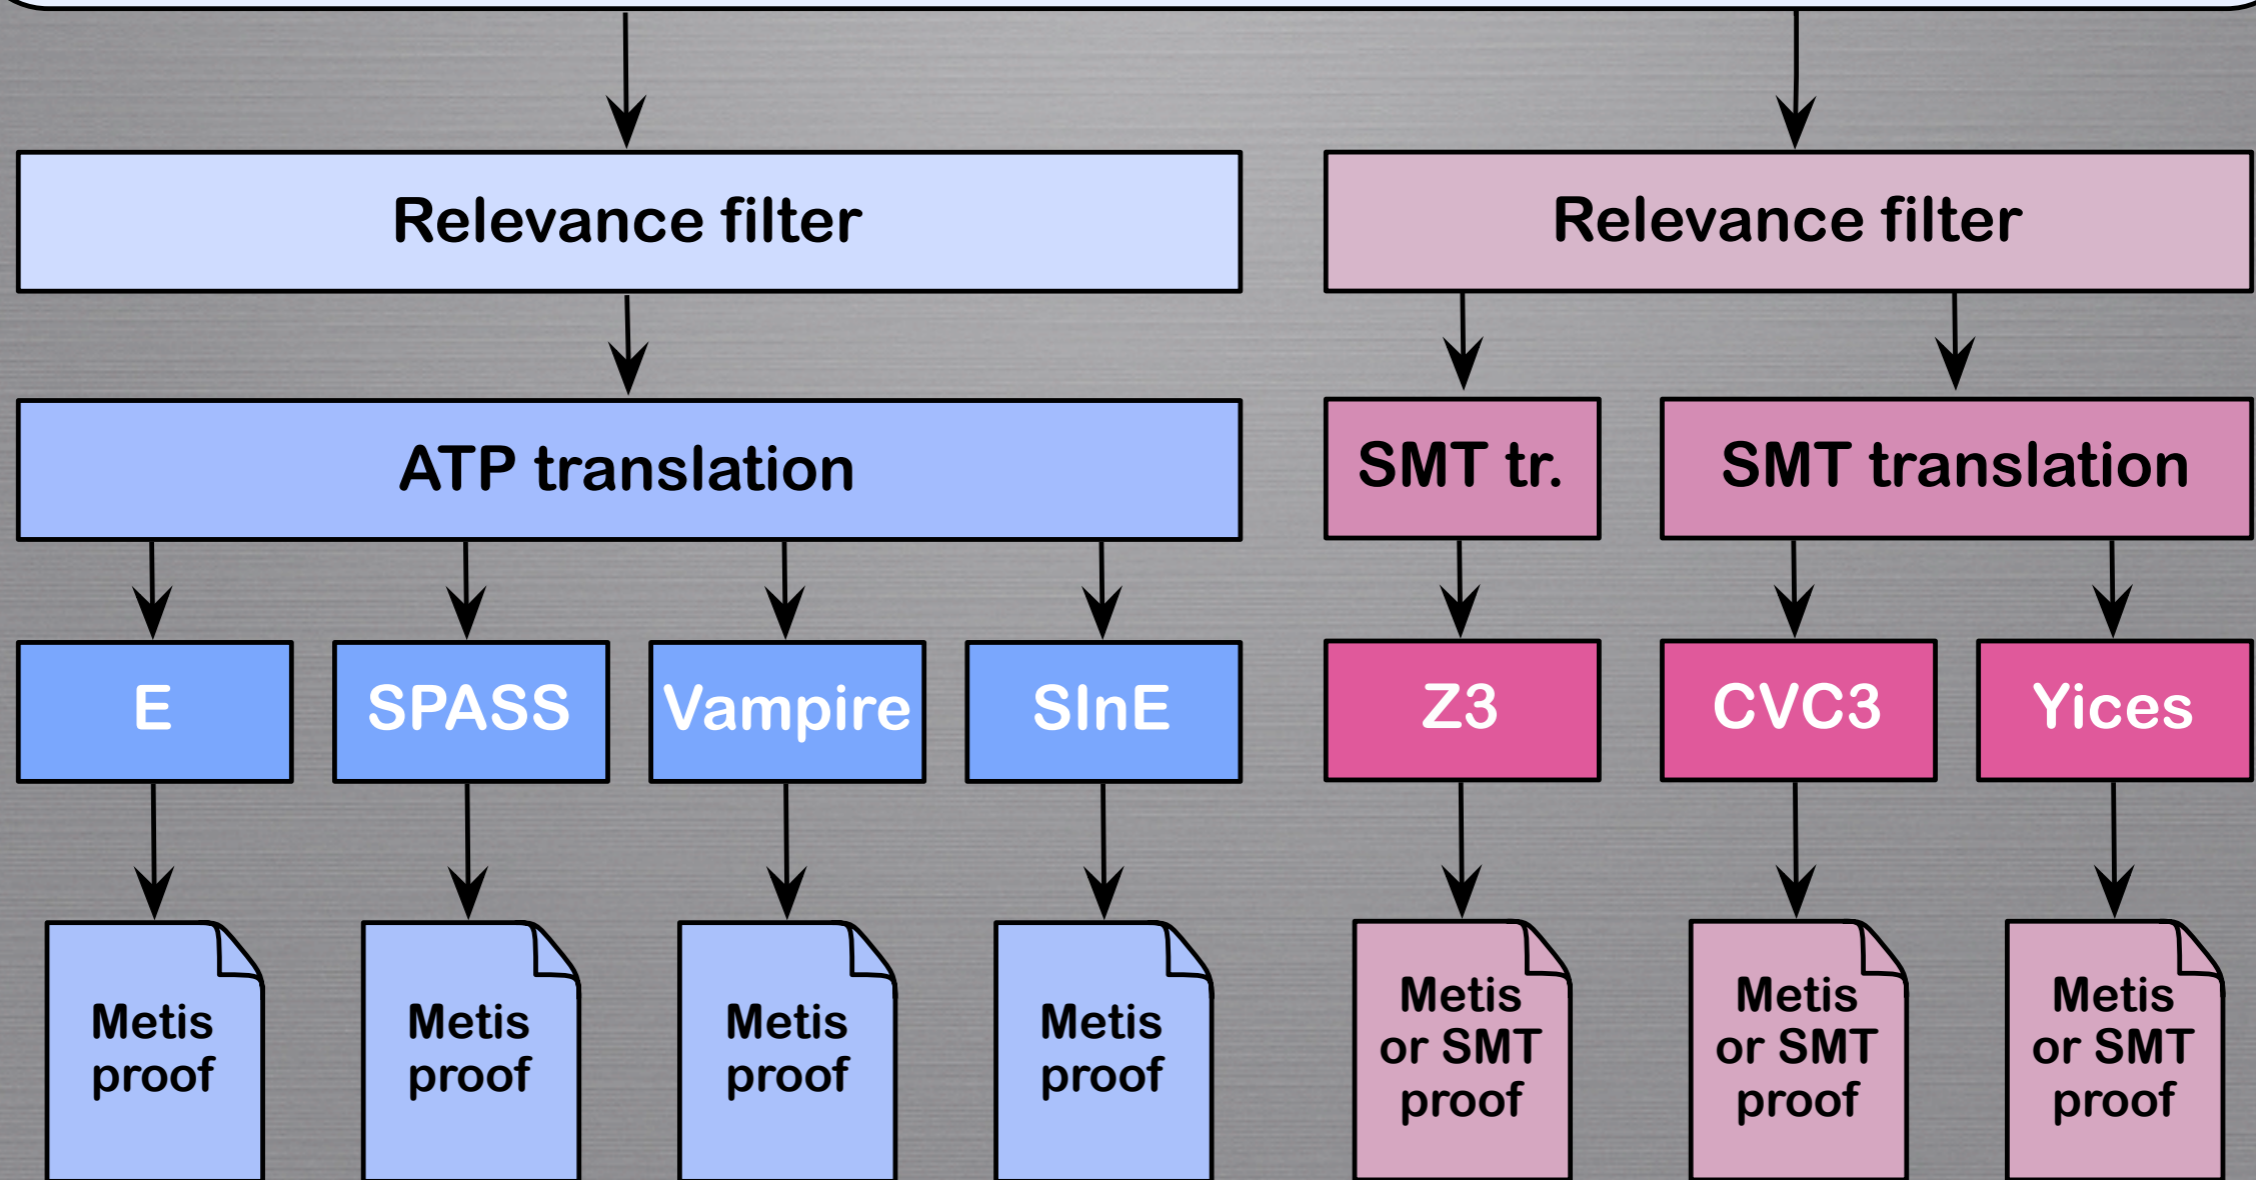 Relevance filter
Relevance filter
ATP translation
SMT tr.
SMT translation
E
SPASS
Vampire
SInE
Z3
CVC3
Yices
Metis
proof
Metis
proof
Metis
proof
Metis
proof
Metis
or SMT
proof
Metis
or SMT
proof
Metis
or SMT
proof